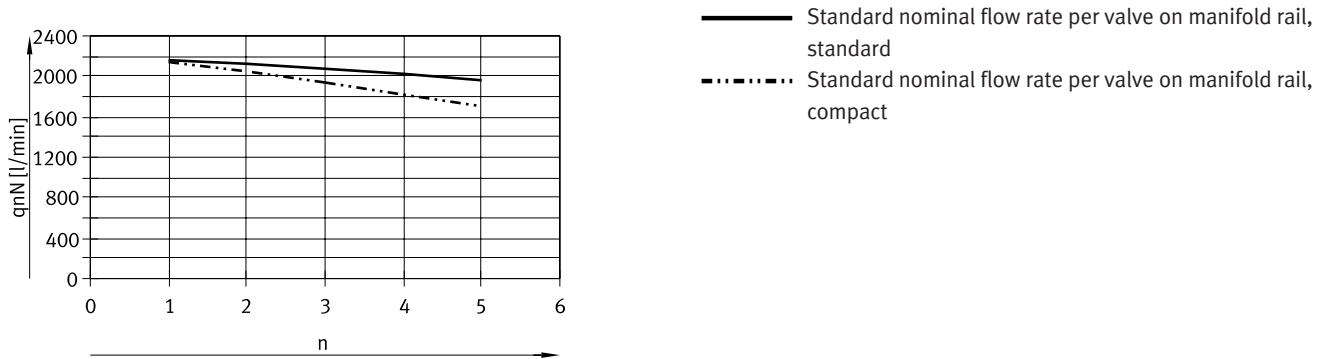 2400
2000
1600
1200
800
400
0
qnN [l/min]
0 1 2 3 4 5 6
n
Standard nominal flow rate per valve on manifold rail,
standard
Standard nominal flow rate per valve on manifold rail,
compact